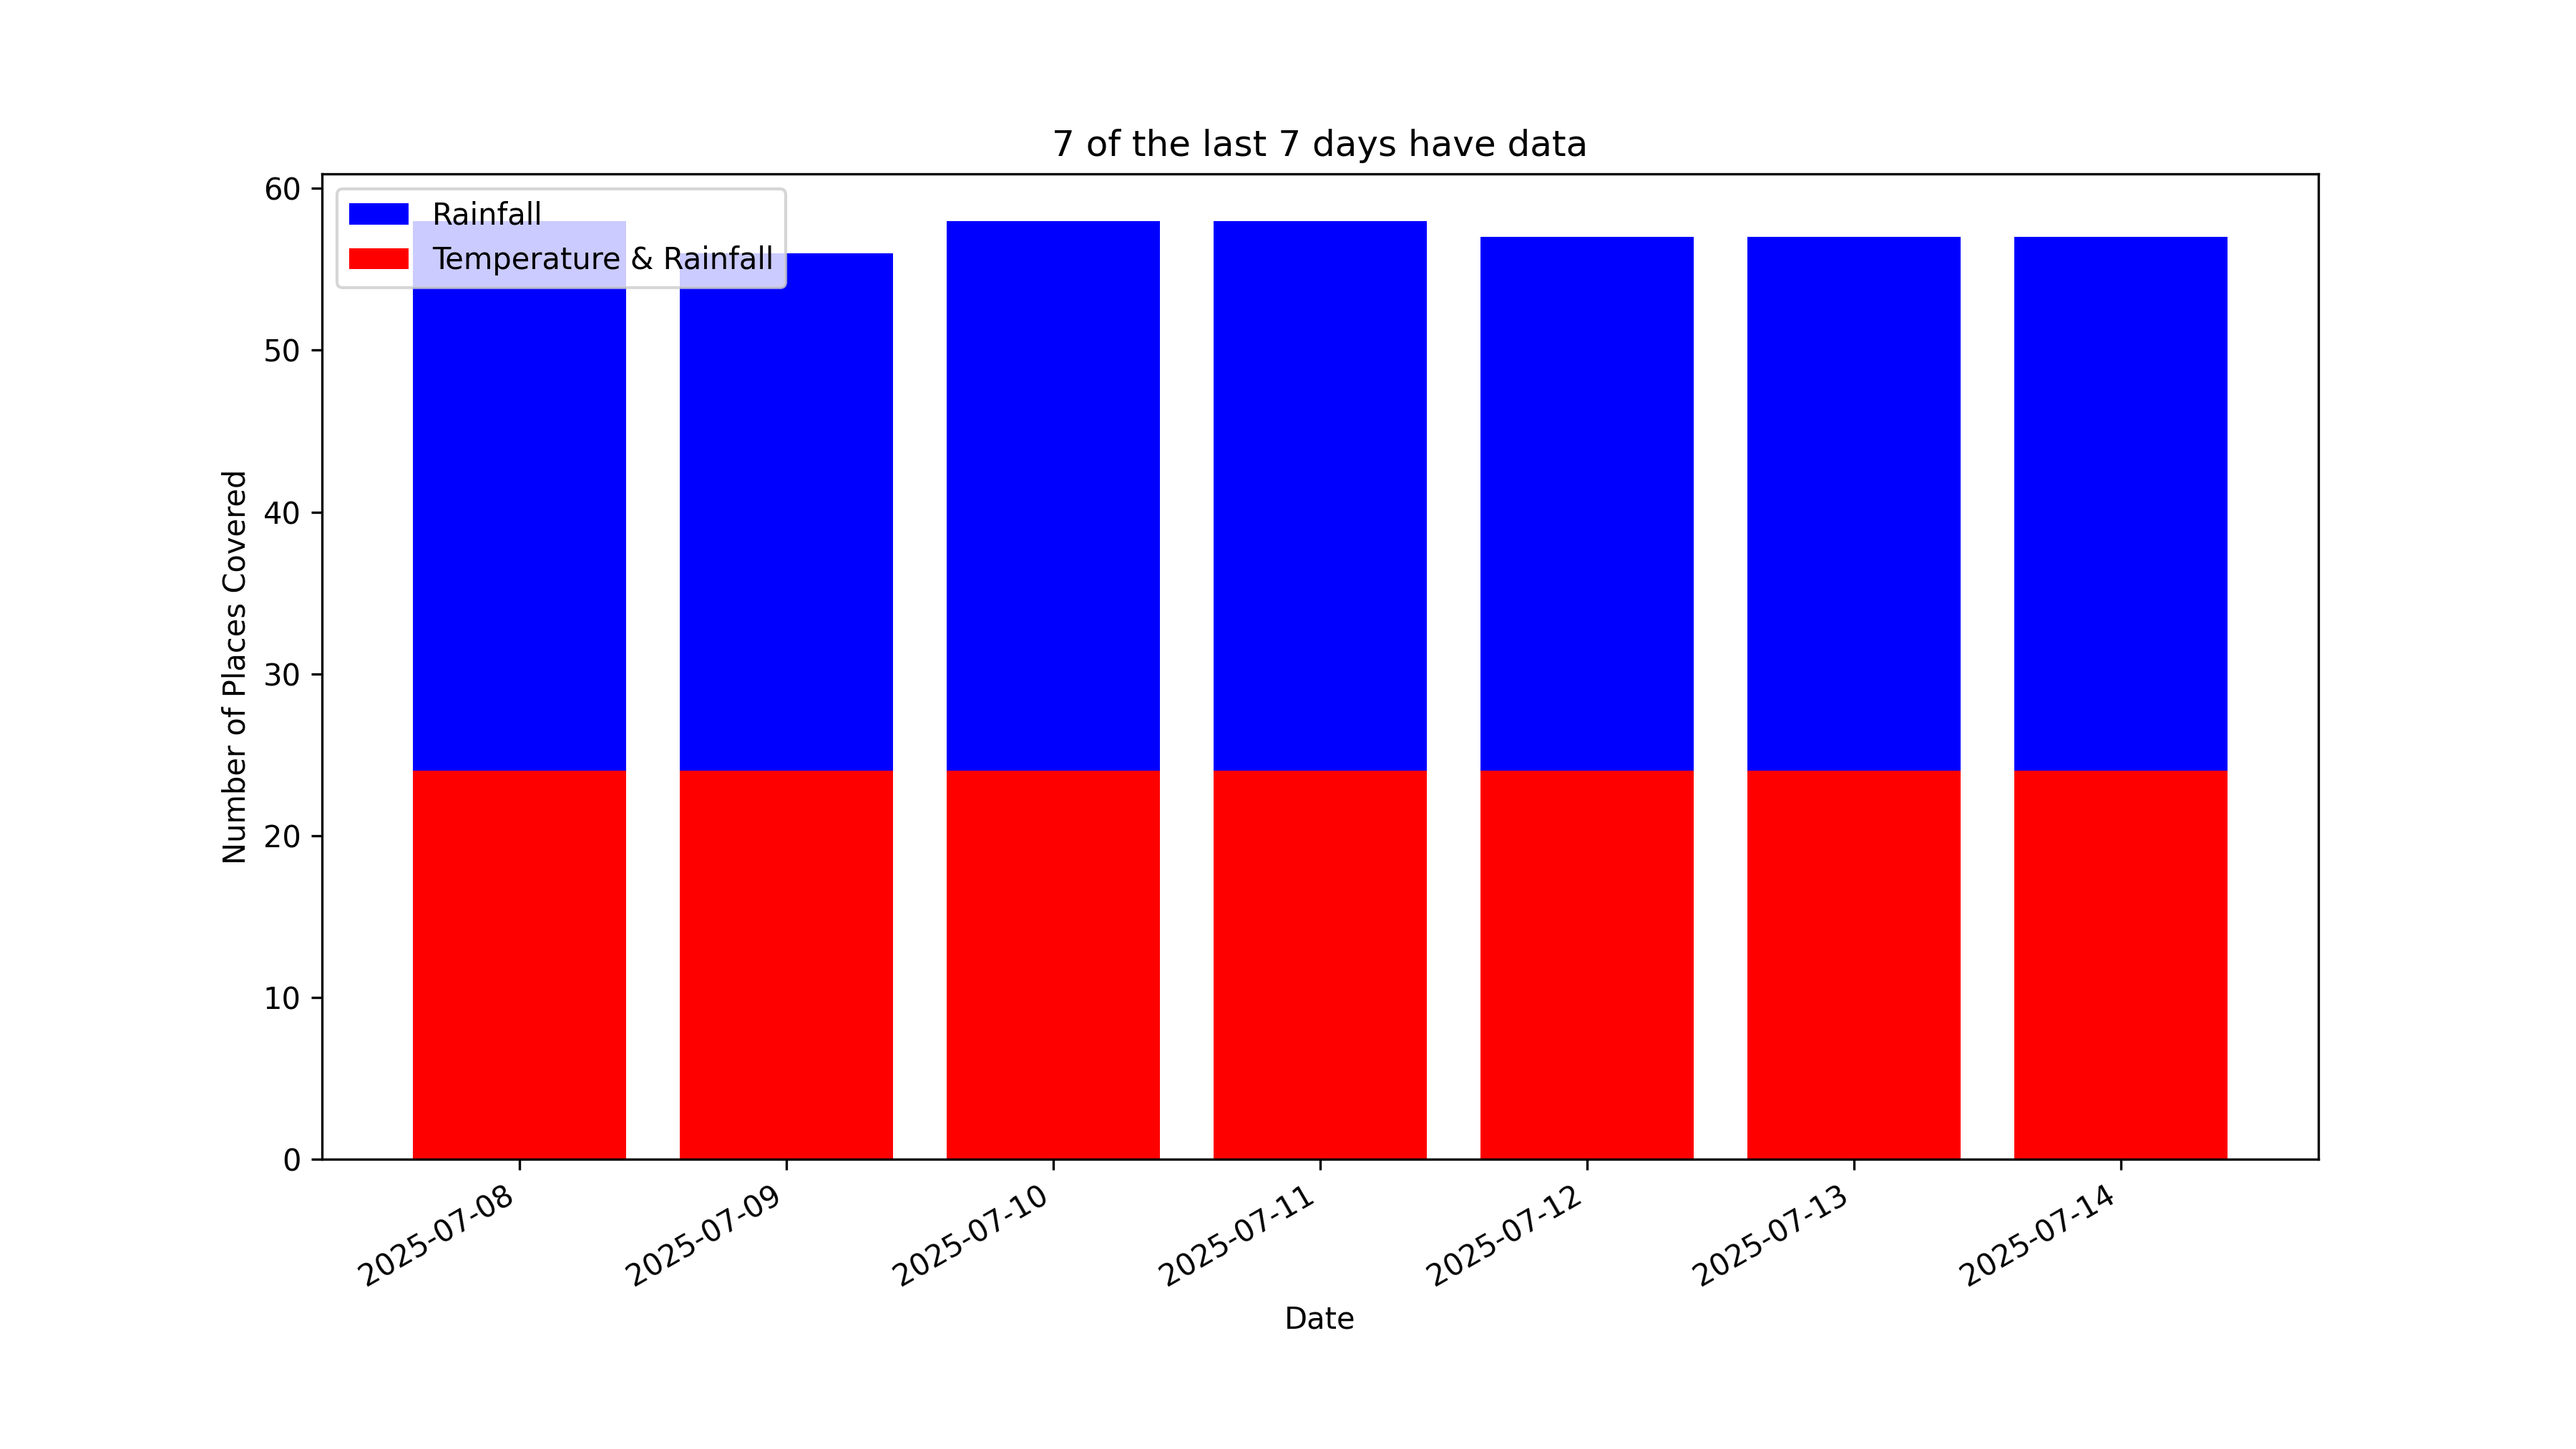 7 of the last 7 days have data
Rainfall
Temperature & Rainfall
60
50
40
30
20
10
0
Number of Places Covered
2025-07-08
2025-07-09
2025-07-10
2025-07-11
2025-07-12
2025-07-13
2025-07-14
Date